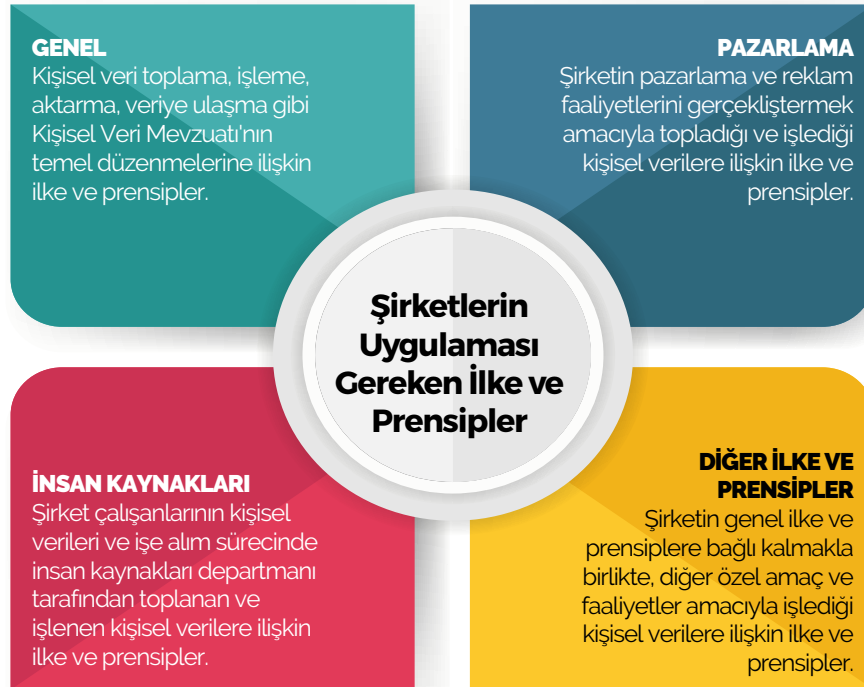 GENEL
Kişisel veri toplama, işleme,
aktarma, veriye ulaşma gibi
Kişisel Veri Mevzuatı'nın
temel düzenmelerine ilişkin
ilke ve prensipler.
PAZARLAMA
Şirketin pazarlama ve reklam
faaliyetlerini gerçekliştermek
amacıyla topladığı ve işlediği
kişisel verilere ilişkin ilke ve
prensipler.
Şirketlerin
Uygulaması
Gereken İlke ve
Prensipler
İNSAN KAYNAKLARI
Şirket çalışanlarının kişisel
verileri ve işe alım sürecinde
insan kaynakları departmanı
tarafından toplanan ve
işlenen kişisel verilere ilişkin
ilke ve prensipler.
DİĞER İLKE VE
PRENSİPLER
Şirketin genel ilke ve
prensiplere bağlı kalmakla
birlikte, diğer özel amaç ve
faaliyetler amacıyla işlediği
kişisel verilere ilişkin ilke ve
prensipler.